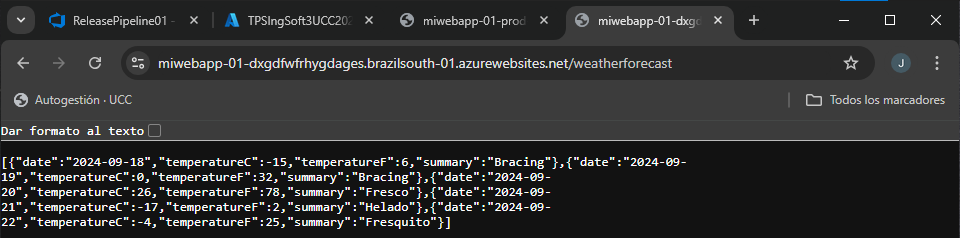 ReleasePipeline01 -
TPSIngSoft3UCC202
miwebapp-01-prod
miwebapp-01-dxgd
miwebapp-01-dxgdfwfrhygdages.brazilsouth-01.azurewebsites.net/weatherforecast
J
Autogestión · UCC
Todos los marcadores
Dar formato al texto
[{"date":"2024-09-18","temperatureC":-15,"temperatureF":6,"summary":"Bracing"},{"date":"2024-09-
19","temperatureC":0,"temperatureF":32,"summary":"Bracing"},{"date":"2024-09-
20","temperatureC":26,"temperatureF":78,"summary":"Fresco"},{"date":"2024-09-
21","temperatureC":-17,"temperatureF":2,"summary":"Helado"},{"date":"2024-09-
22","temperatureC":-4,"temperatureF":25,"summary":"Fresquito"}]